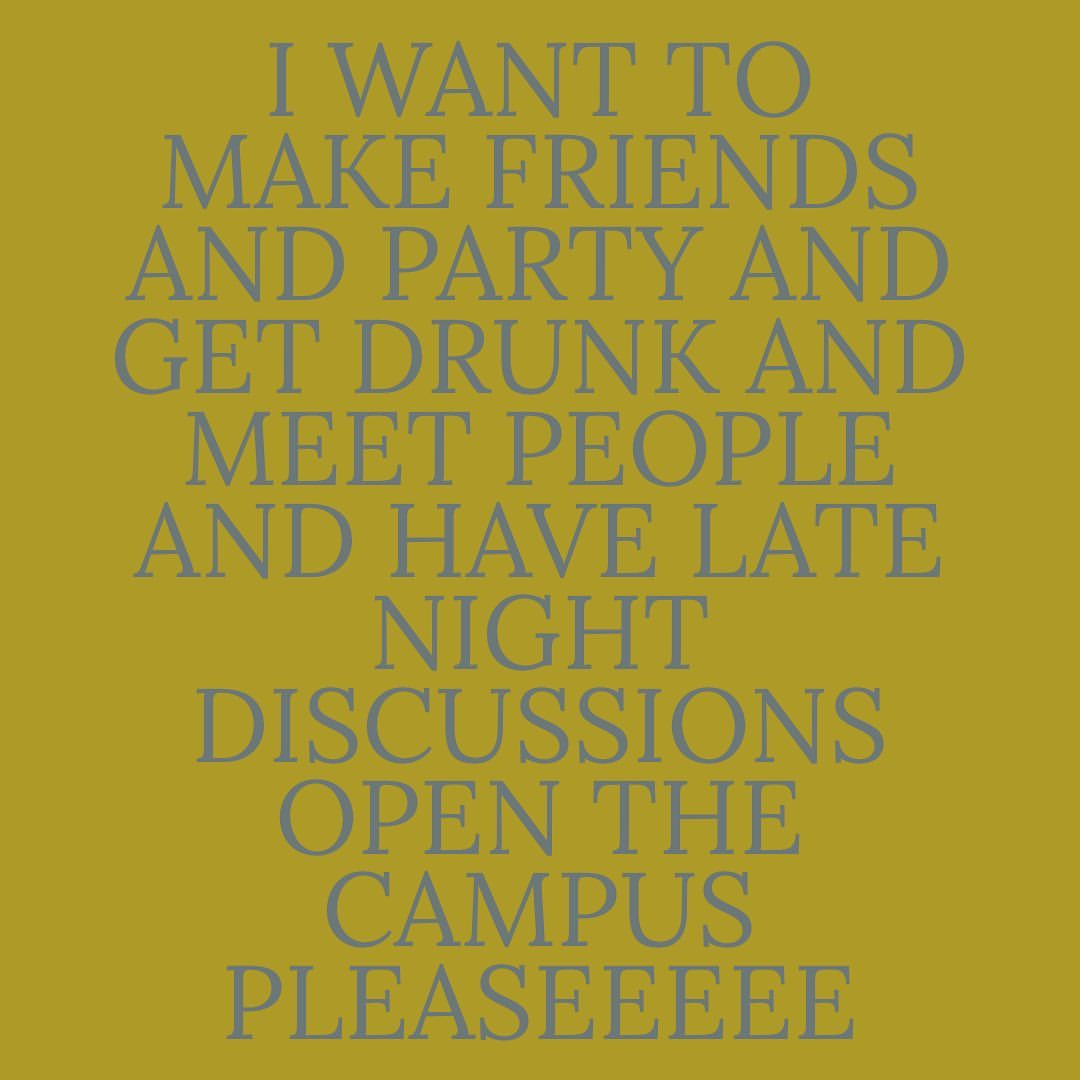 I WANT TO
MAKE FRIENDS
AND PARTY AND
GET DRUNK AND
MEET PEOPLE
AND HAVE LATE
NIGHT
DISCUSSIONS
OPEN THE
CAMPUS
PLEASEEEEE